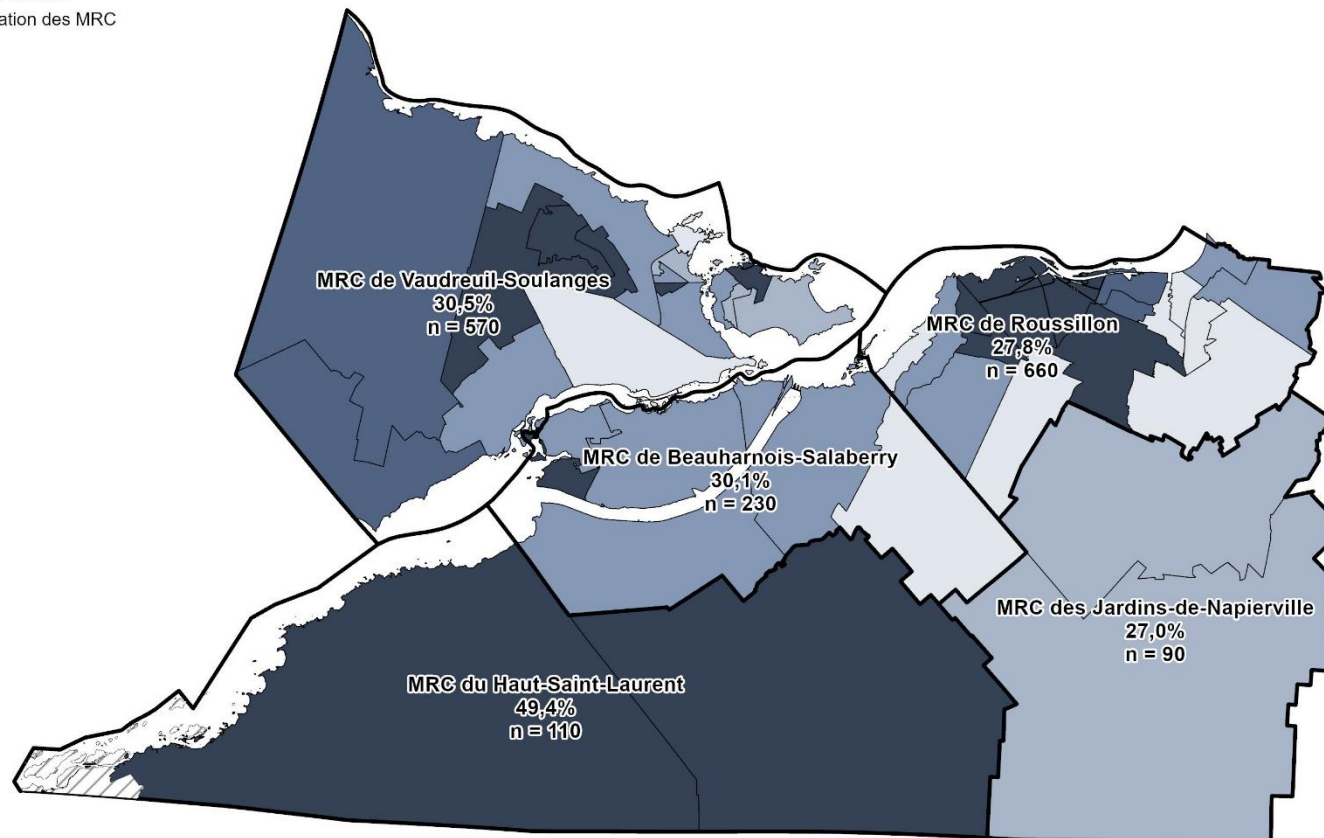 ation des MRC
MRC de Vaudreuil-Soulanges
30,5%
n = 570
MRC de Roussillon
27,8%
n = 660
MRC de Beauharnois-Salaberry
30,1%
n = 230
MRC des Jardins-de-Napierville
27,0%
n = 90
MRC du Haut-Saint-Laurent
49,4%
n = 110